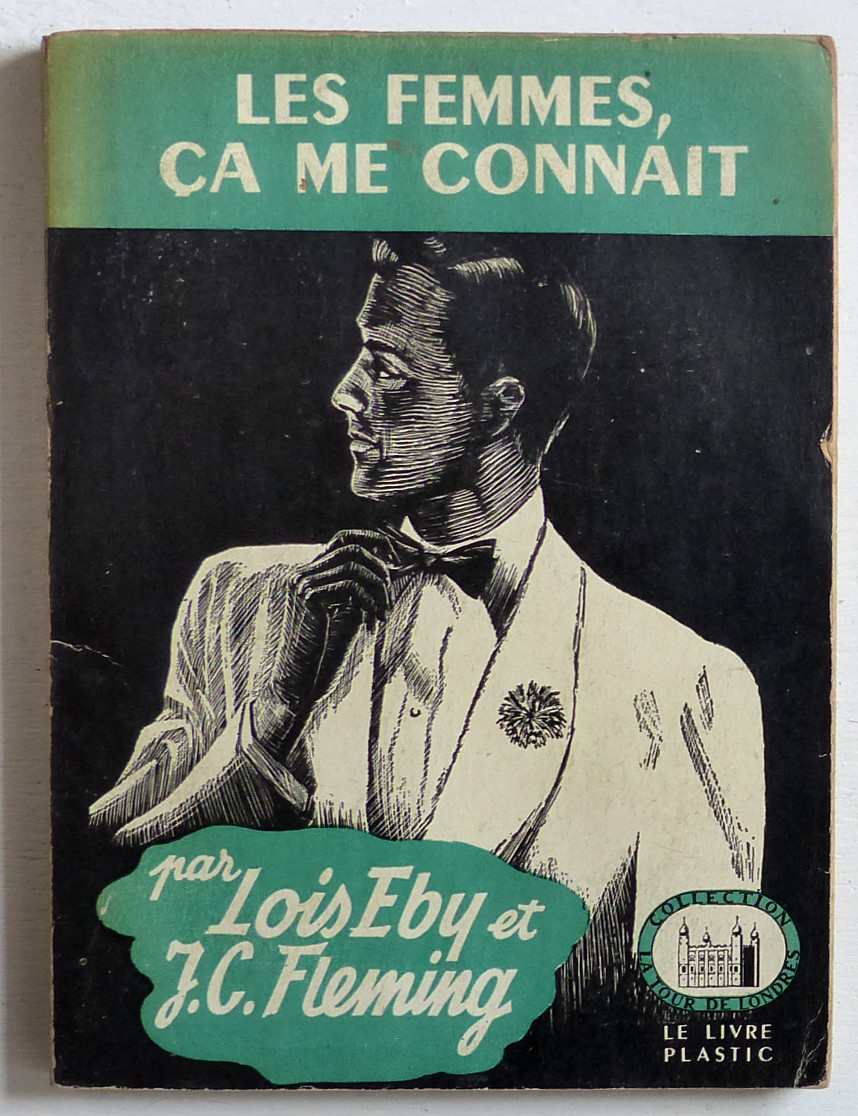 LES FEMMES,
ÇA ME CONNAIT
par
Lois Eby et
J.C. Fleming
COLLECTION
LA TOUR DE LONDRES
LE LIVRE
PLASTIC